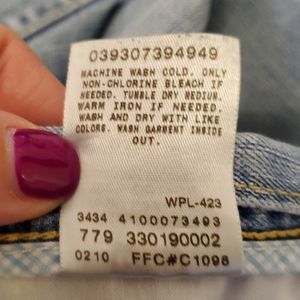 039307394949
MACHINE WASH COLD. ONLY
NON-CHLORINE BLEACH IF
NEEDED. TUMBLE DRY MEDIUM.
WARM IRON IF NEEDED.
WASH AND DRY WITH LIKE
COLORS. WASH GARMENT INSIDE
OUT.
WPL-423
3434 4100073493
779 330190002
0210 FFC#C1098